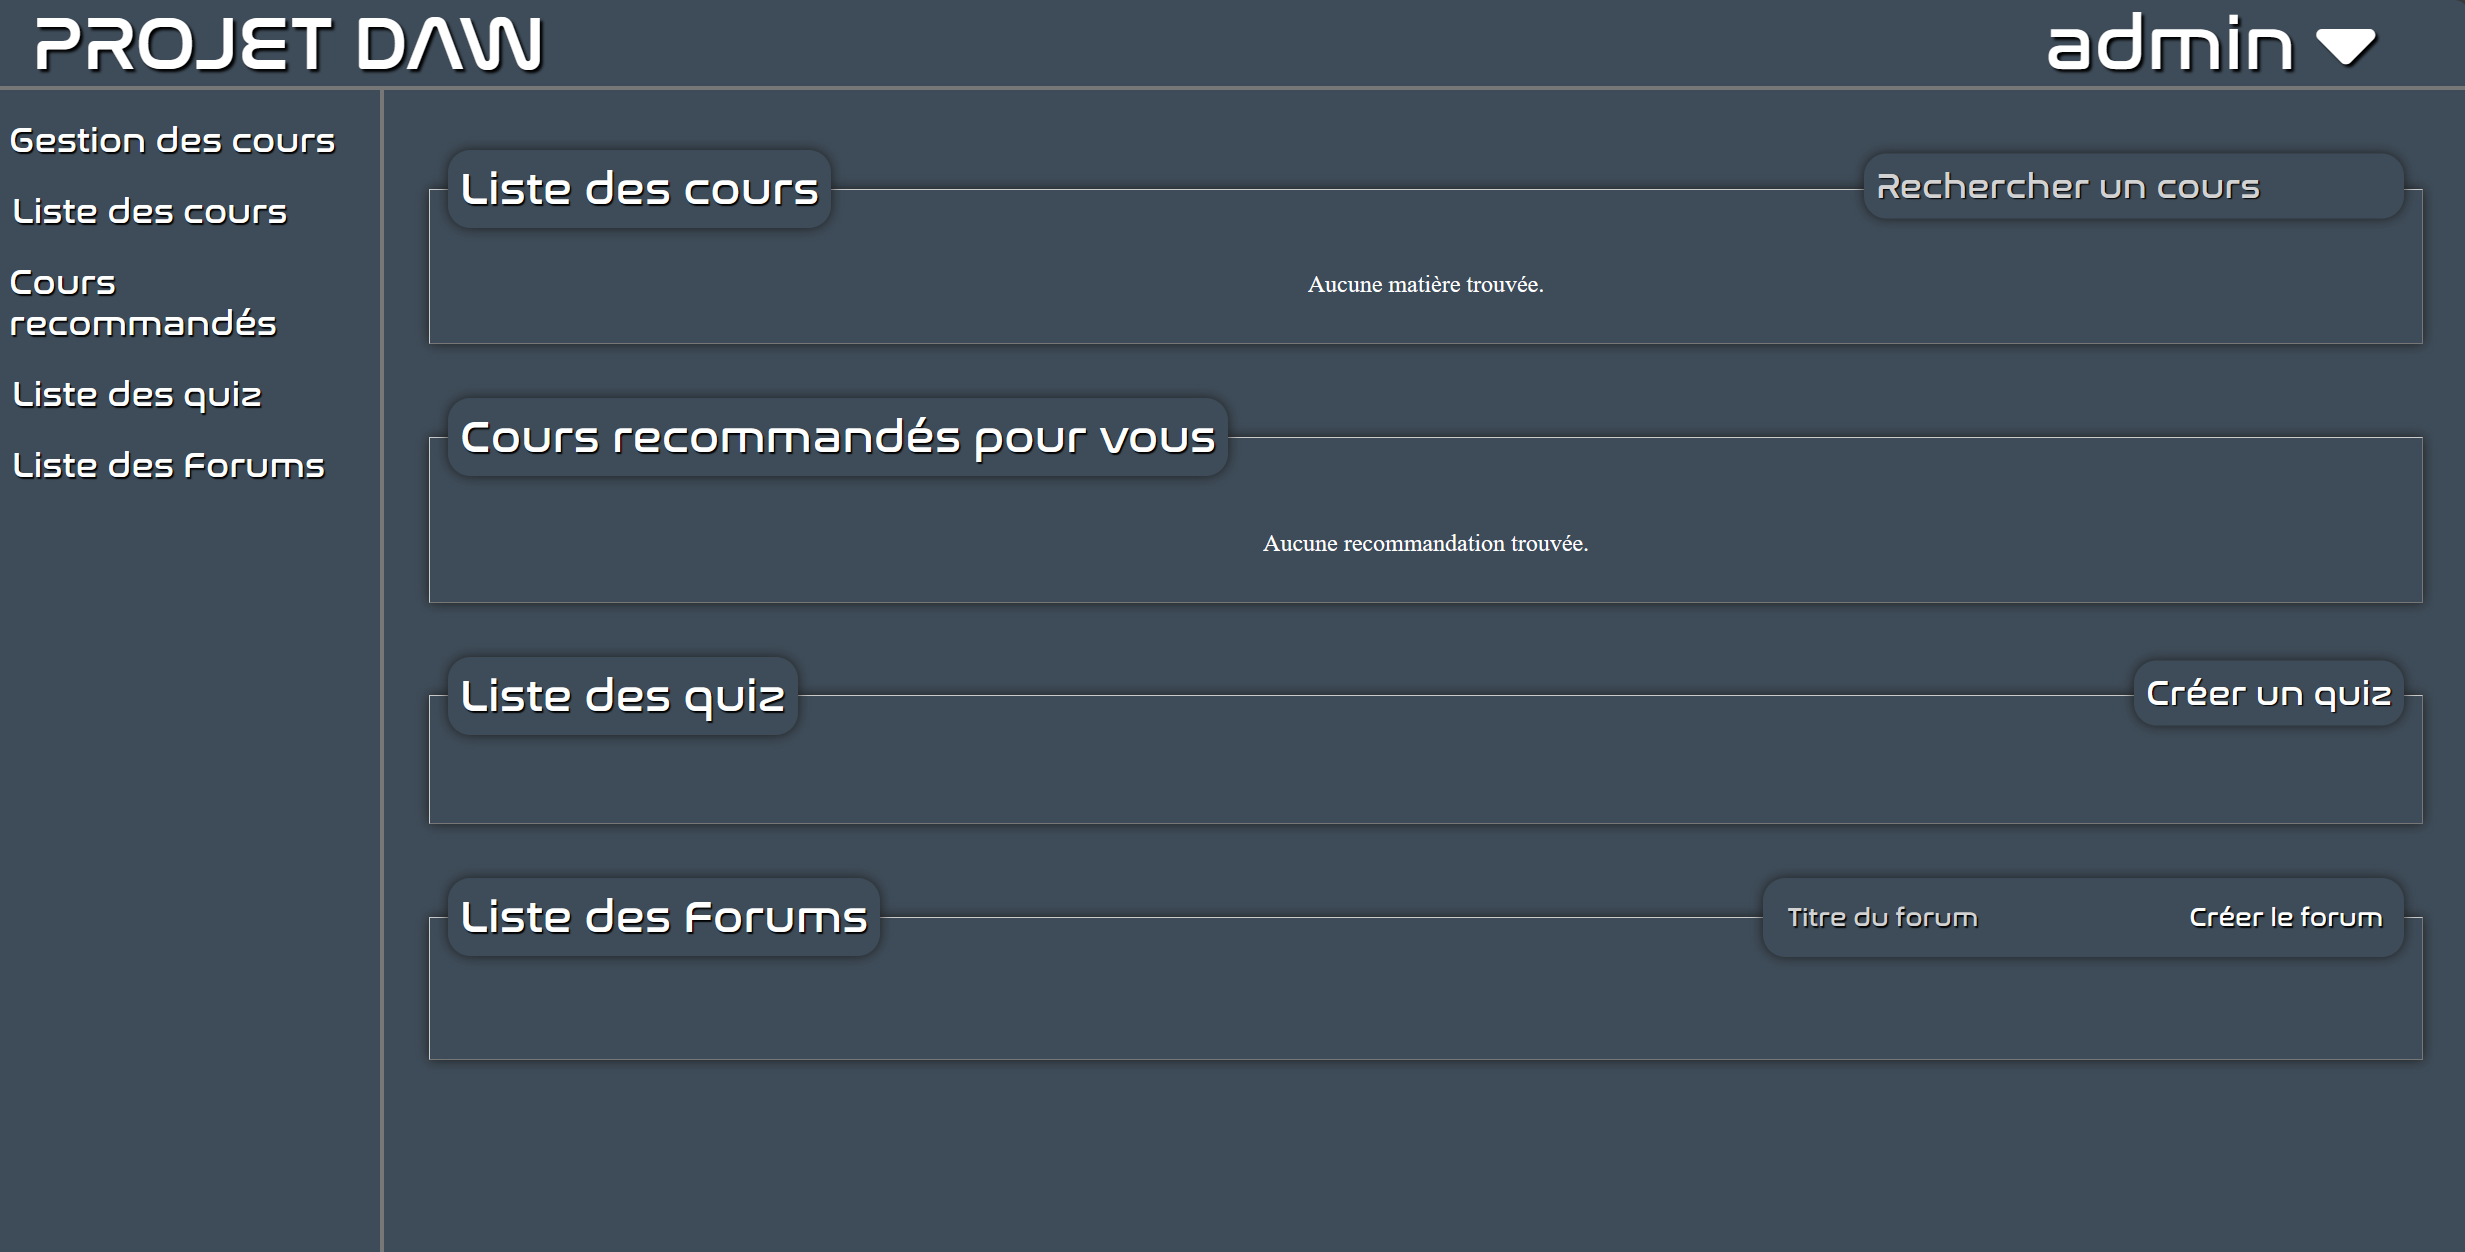 PROJET DAW
admin
Gestion des cours
Liste des cours
Cours
recommandés
Liste des quiz
Liste des Forums
Liste des cours
Rechercher un cours
Aucune matière trouvée.
Cours recommandés pour vous
Aucune recommandation trouvée.
Liste des quiz
Créer un quiz
Liste des Forums
Titre du forum
Créer le forum